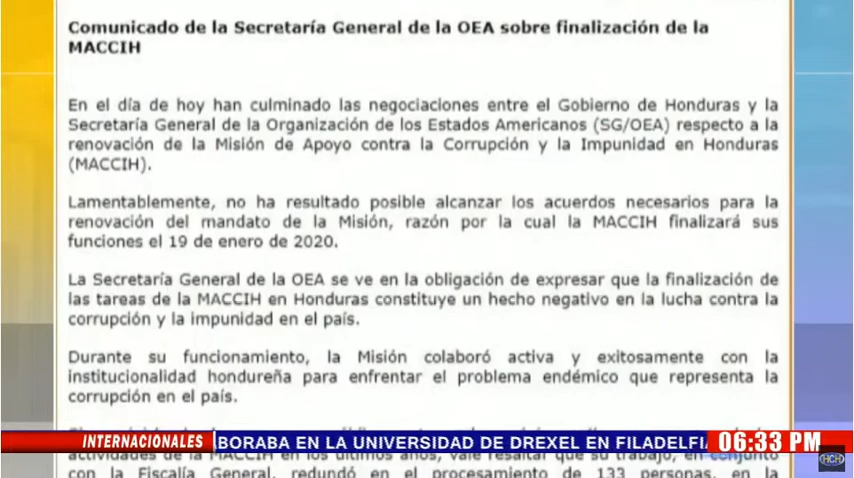 Comunicado de la Secretaría General de la OEA sobre finalización de la
MACCIH
En el día de hoy han culminado las negociaciones entre el Gobierno de Honduras y la
Secretaría General de la Organización de los Estados Americanos (SG/OEA) respecto a la
renovación de la Misión de Apoyo contra la Corrupción y la Impunidad en Honduras
(MACCIH).
Lamentablemente, no ha resultado posible alcanzar los acuerdos necesarios para la
renovación del mandato de la Misión, razón por la cual la MACCIH finalizará sus
funciones el 19 de enero de 2020.
La Secretaría General de la OEA se ve en la obligación de expresar que la finalización de
las tareas de la MACCIH en Honduras constituye un hecho negativo en la lucha contra la
corrupción y la impunidad en el país.
Durante su funcionamiento, la Misión colaboró activa y exitosamente con la
institucionalidad hondureña para enfrentar el problema endémico que representa la
corrupción en el país.
INTERNACIONALES ABORABA EN LA UNIVERSIDAD DE DREXEL EN FILADELFIA 06:33 PM
actividades de la MACCIH en los últimos años, vale resaltar que su trabajo, en conjunto
con la Fiscalía General, redundó en el procesamiento de 133 personas, en la
HCH